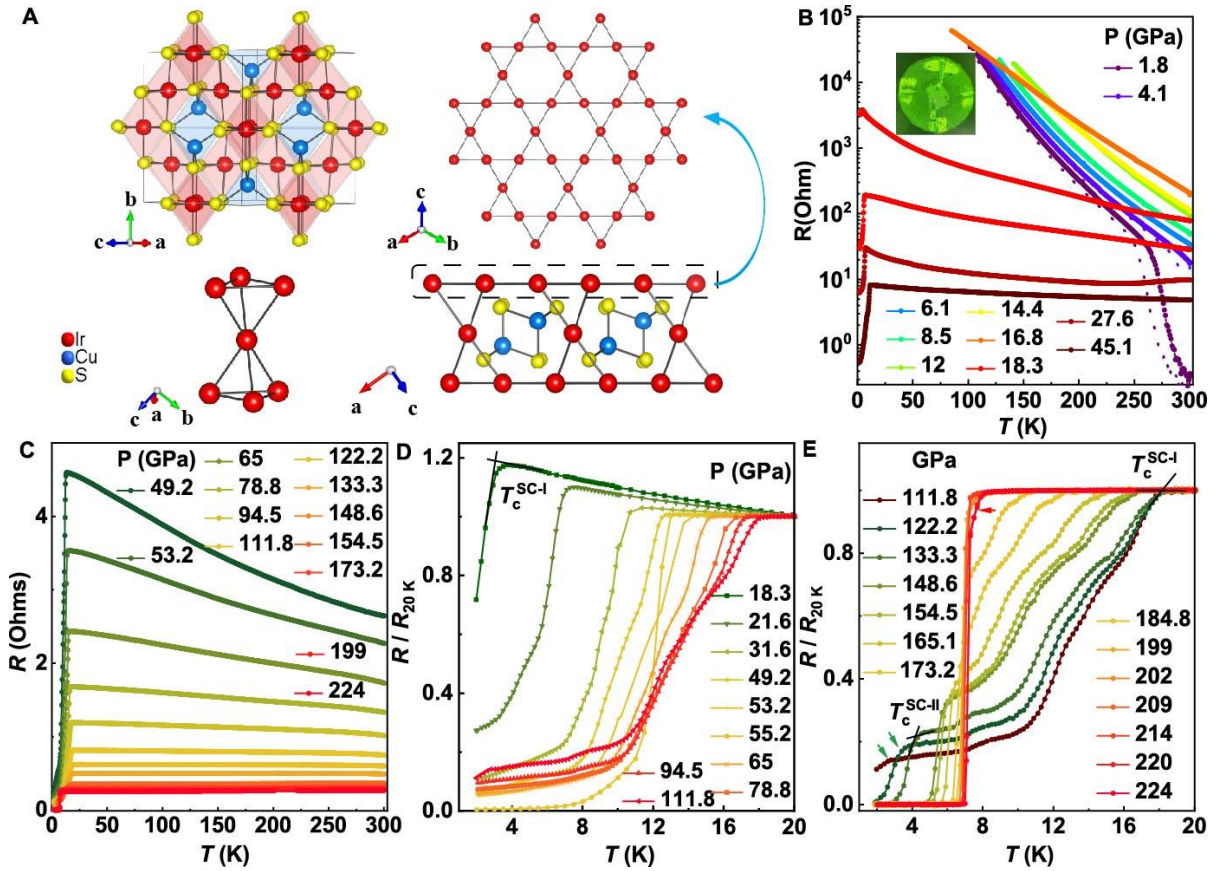 A
b
c
a
c
a
b
Ir
Cu
S
c
a
b
a
c
B
10⁵
10⁴
10³
10²
10¹
10⁰
R(Ohm)
P (GPa)
1.8
4.1
6.1
8.5
12
14.4
16.8
18.3
27.6
45.1
0
50
100
150
200
250
300
T (K)
C
P (GPa)
49.2
53.2
65
78.8
94.5
111.8
122.2
133.3
148.6
154.5
173.2
199
224
4
2
0
R (Ohms)
0
50
100
150
200
250
300
T (K)
D
P (GPa)
Tc^SC-I
18.3
21.6
31.6
49.2
53.2
55.2
65
78.8
94.5
111.8
1.2
0.8
0.4
0.0
R / R20 K
4
8
12
16
20
T (K)
E
GPa
111.8
122.2
133.3
148.6
154.5
165.1
173.2
Tc^SC-I
Tc^SC-II
184.8
199
202
209
214
220
224
0.8
0.4
0.0
R / R20 K
4
8
12
16
20
T (K)